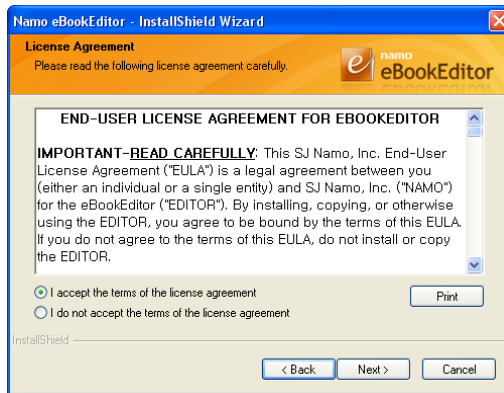 Namo eBookEditor - InstallShield Wizard
License Agreement
Please read the following license agreement carefully.
namo
eBookEditor
END-USER LICENSE AGREEMENT FOR EBOOKEDITOR
IMPORTANT-READ CAREFULLY: This SJ Namo, Inc. End-User
License Agreement ("EULA") is a legal agreement between you
(either an individual or a single entity) and SJ Namo, Inc. ("NAMO")
for the eBookEditor ("EDITOR"). By installing, copying, or otherwise
using the EDITOR, you agree to be bound by the terms of this EULA.
If you do not agree to the terms of this EULA, do not install or copy
the EDITOR.
I accept the terms of the license agreement
Print
I do not accept the terms of the license agreement
InstallShield
< Back
Next >
Cancel